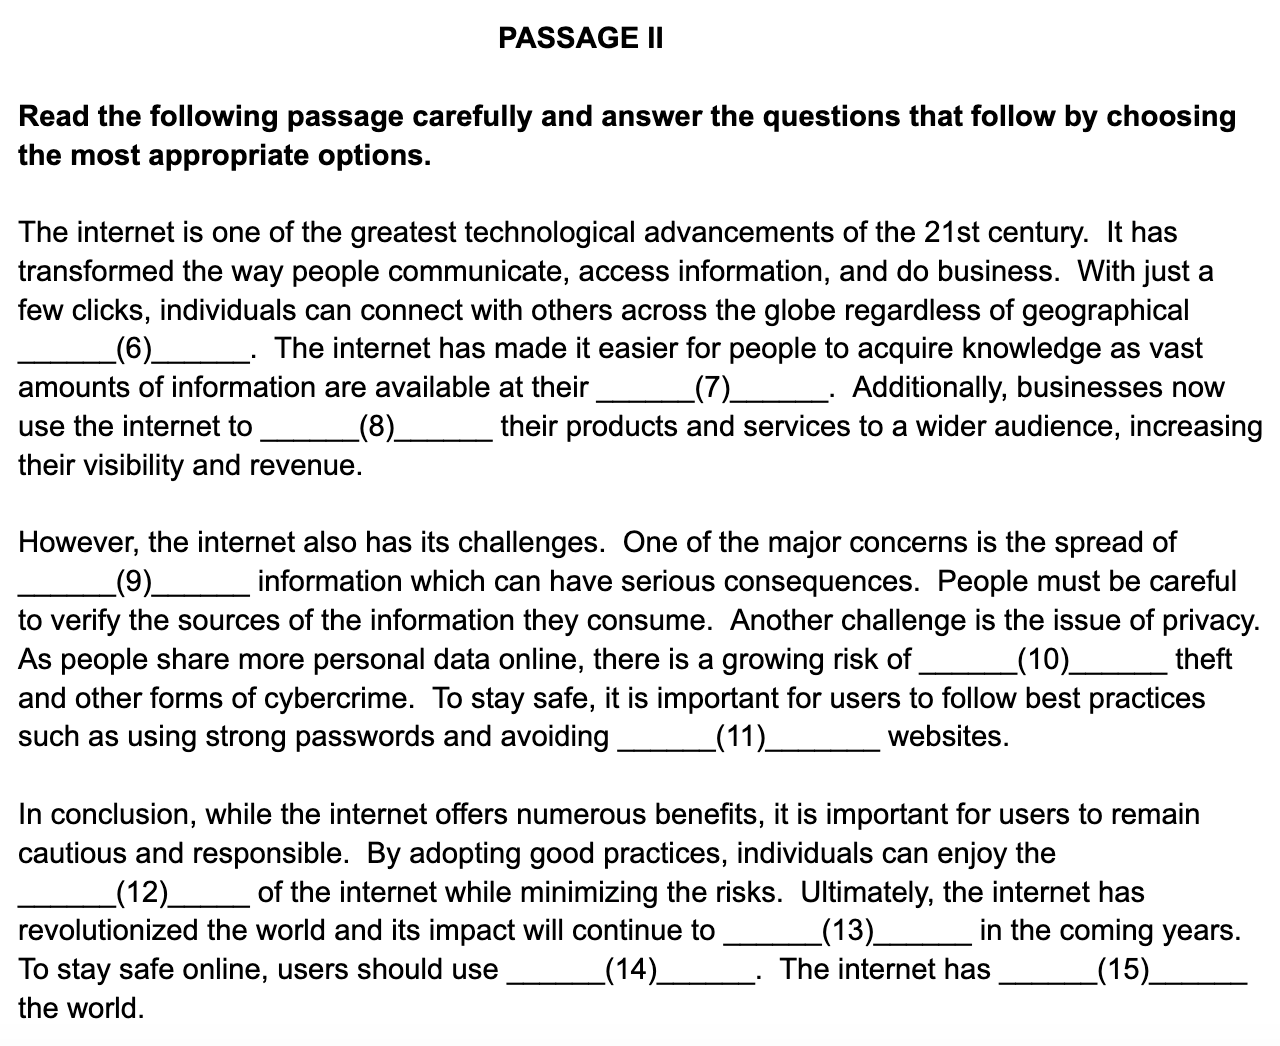 PASSAGE II
Read the following passage carefully and answer the questions that follow by choosing
the most appropriate options.
The internet is one of the greatest technological advancements of the 21st century.  It has
transformed the way people communicate, access information, and do business.  With just a
few clicks, individuals can connect with others across the globe regardless of geographical
______(6)______.  The internet has made it easier for people to acquire knowledge as vast
amounts of information are available at their ______(7)______.  Additionally, businesses now
use the internet to ______(8)______ their products and services to a wider audience, increasing
their visibility and revenue.
However, the internet also has its challenges.  One of the major concerns is the spread of
______(9)______ information which can have serious consequences.  People must be careful
to verify the sources of the information they consume.  Another challenge is the issue of privacy.
As people share more personal data online, there is a growing risk of ______(10)______ theft
and other forms of cybercrime.  To stay safe, it is important for users to follow best practices
such as using strong passwords and avoiding ______(11)_______ websites.
In conclusion, while the internet offers numerous benefits, it is important for users to remain
cautious and responsible.  By adopting good practices, individuals can enjoy the
______(12)_____ of the internet while minimizing the risks.  Ultimately, the internet has
revolutionized the world and its impact will continue to ______(13)______ in the coming years.
To stay safe online, users should use ______(14)______.  The internet has ______(15)______
the world.